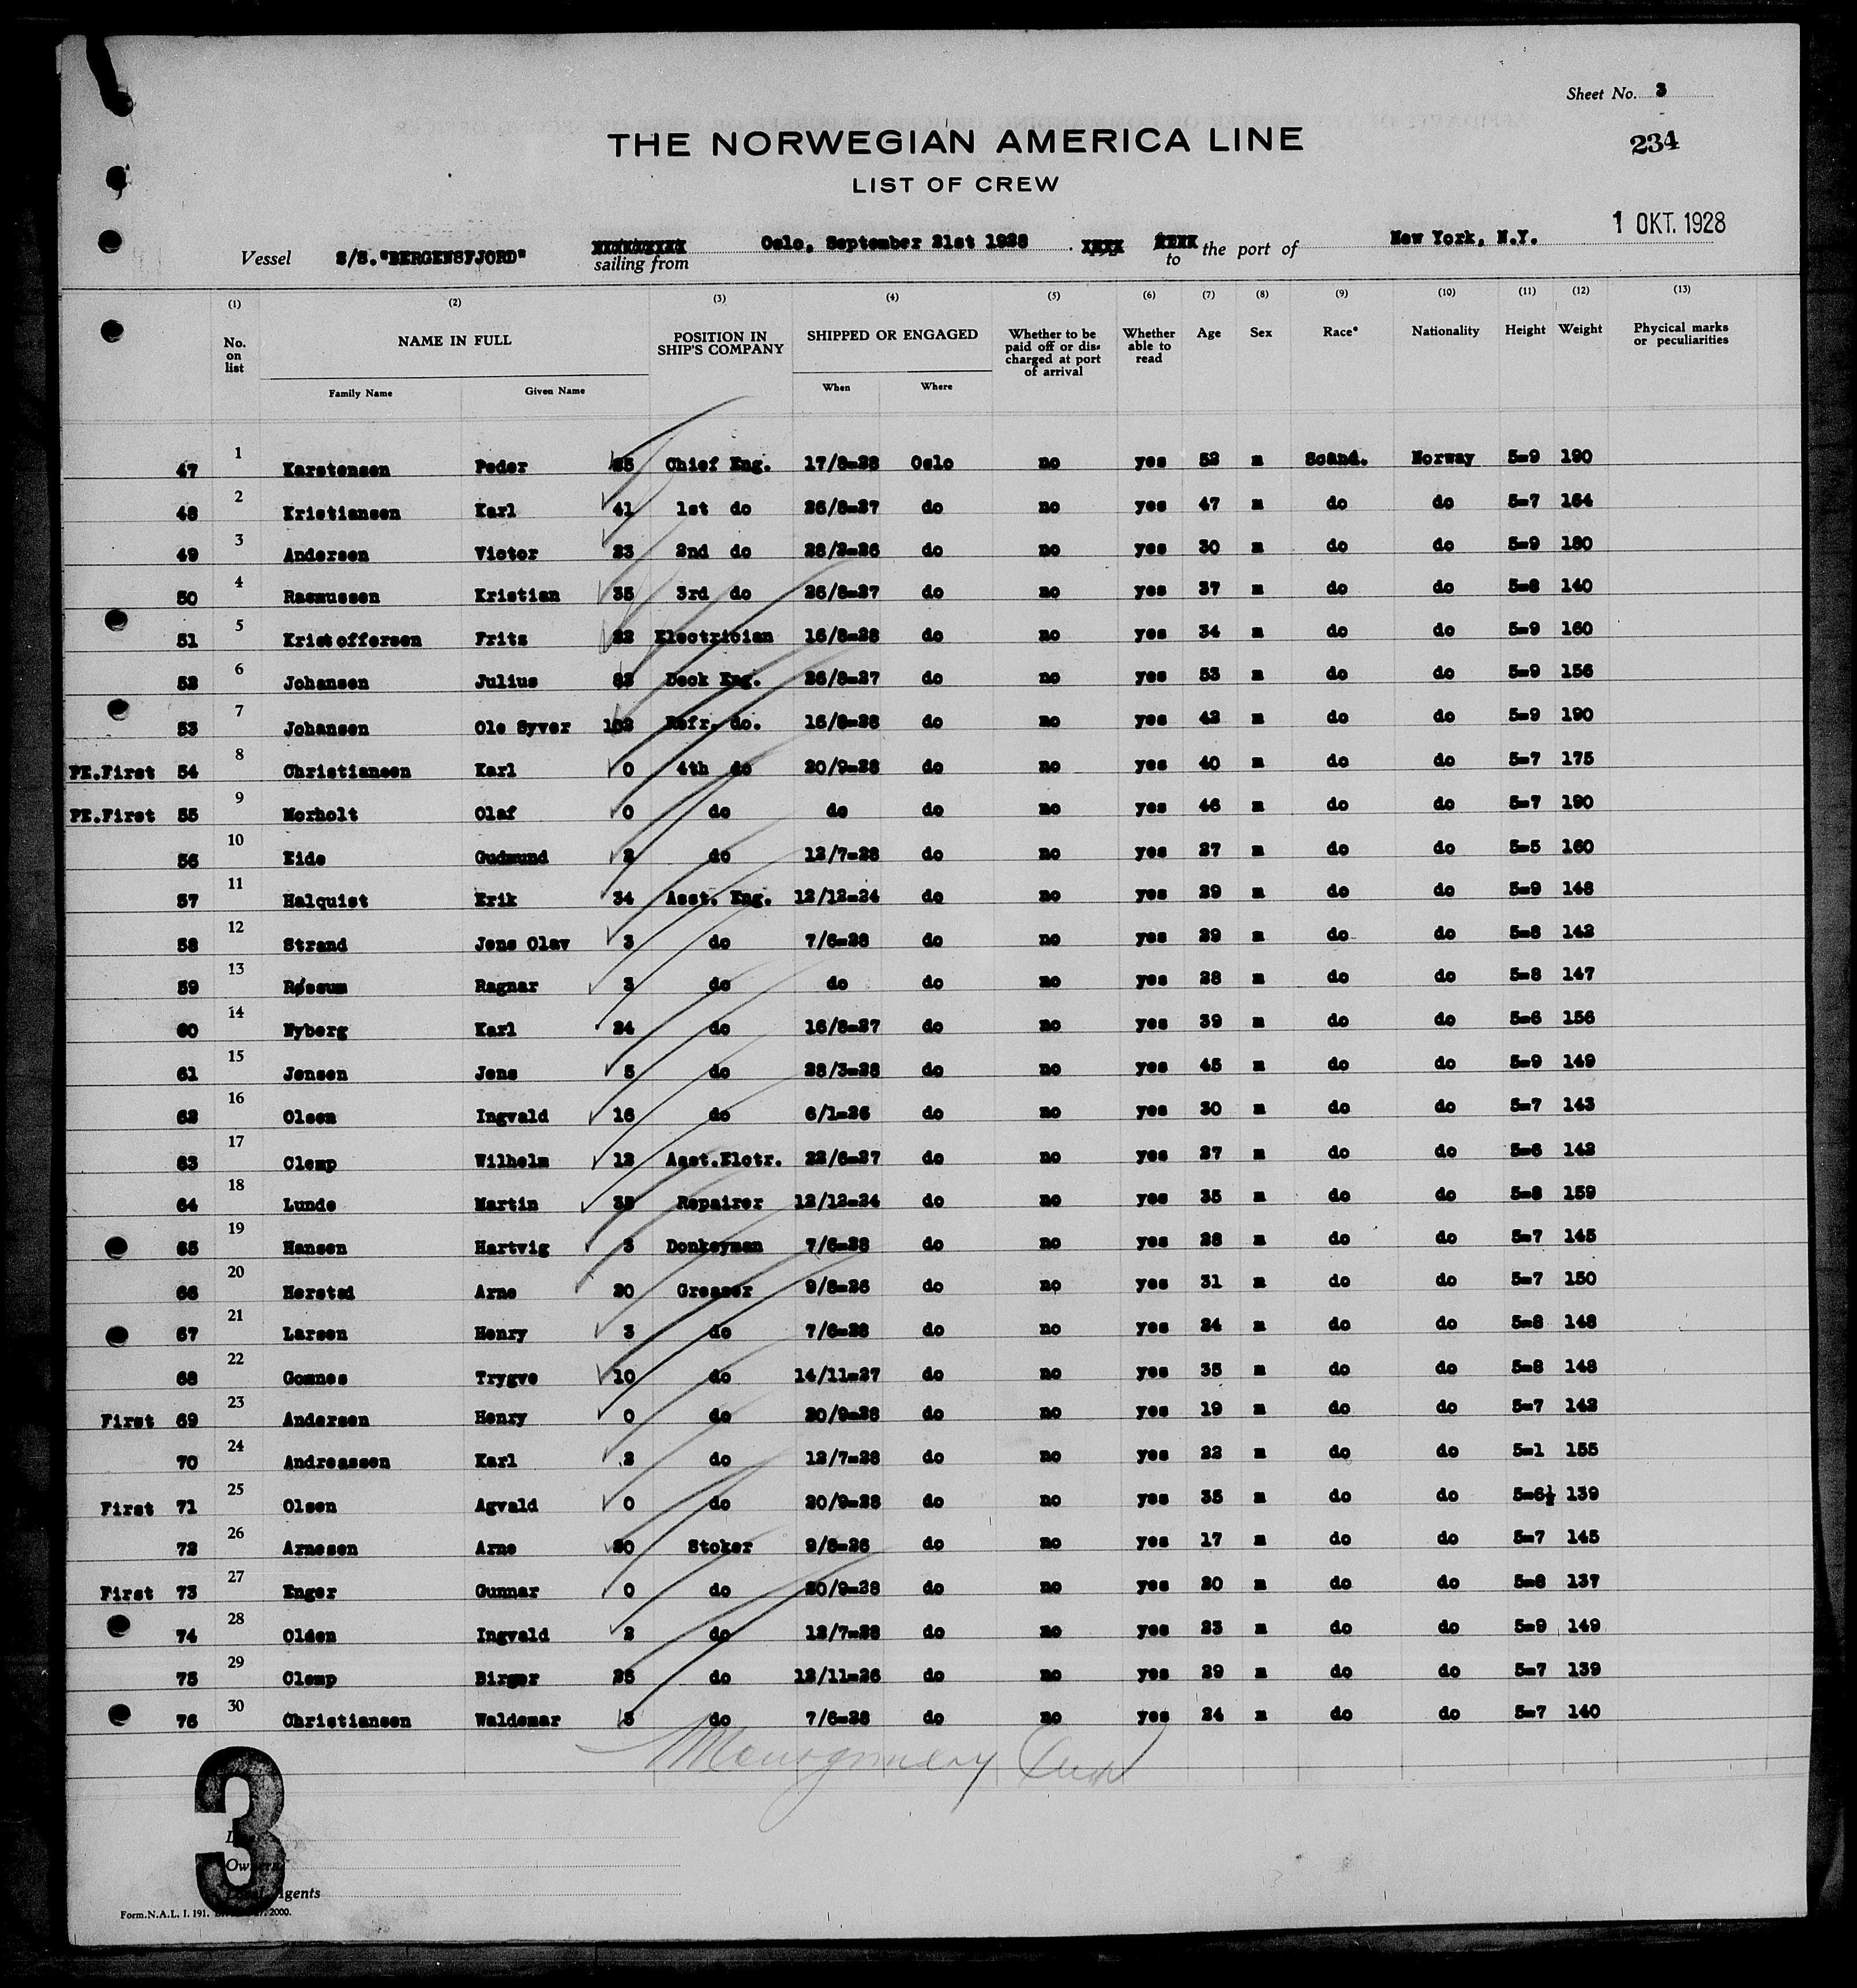 Sheet No. 3
THE NORWEGIAN AMERICA LINE
234
LIST OF CREW
1 OKT. 1928
Vessel S/S."BERGENSFJORD" sailing from Oslo, September 21st 1928 to the port of New York, N.Y.
(1) (2) (3) (4) (5) (6) (7) (8) (9) (10) (11) (12) (13)
No. on list NAME IN FULL POSITION IN SHIP'S COMPANY SHIPPED OR ENGAGED Whether to be paid off or dis-charged at port of arrival Whether able to read Age Sex Race* Nationality Height Weight Phycical marks or peculiarities
Family Name Given Name When Where
47 1 Karstensen Peder 85 Chief Eng. 17/8-28 Oslo no yes 52 m Scand. Norway 5-9 190
48 2 Kristiansen Karl 41 1st do 26/8-27 do no yes 47 m do do 5-7 164
49 3 Andersen Victor 23 2nd do 28/2-26 do no yes 30 m do do 5-9 180
50 4 Rasmussen Kristian 35 3rd do 26/8-27 do no yes 37 m do do 5-8 140
51 5 Kristoffersen Frits 22 Electrician 16/8-28 do no yes 34 m do do 5-9 160
52 6 Johansen Julius Deck Eng. 26/8-27 do no yes 53 m do do 5-9 156
53 7 Johansen Ole Syver 102 Refr. do. 16/8-28 do no yes 42 m do do 5-9 190
PE.First 54 8 Christiansen Karl 0 4th do 20/9-28 do no yes 40 m do do 5-7 175
PE.First 55 9 Morholt Olaf 0 do do do no yes 46 m do do 5-7 190
56 10 Eide Gudmund 2 do 12/7-28 do no yes 27 m do do 5-5 160
57 11 Halquist Erik 34 Asst. Eng. 12/12-24 do no yes 29 m do do 5-9 148
58 12 Strand Jens Olav 3 do 7/6-28 do no yes 29 m do do 5-8 142
59 13 Røssum Ragnar 3 do do do no yes 28 m do do 5-8 147
60 14 Nyberg Karl 24 do 16/8-27 do no yes 39 m do do 5-6 156
61 15 Jensen Jens 5 do 28/3-28 do no yes 45 m do do 5-9 149
62 16 Olsen Ingvald 16 do 6/1-26 do no yes 30 m do do 5-7 143
63 17 Clemp Wilhelm 12 Asst.Elctr. 22/6-27 do no yes 27 m do do 5-6 142
64 18 Lunde Martin 35 Repairer 12/12-24 do no yes 35 m do do 5-8 159
65 19 Hansen Hartvig 3 Donkeyman 7/6-28 do no yes 28 m do do 5-7 145
66 20 Herstad Arne 20 Greaser 9/8-26 do no yes 31 m do do 5-7 150
67 21 Larsen Henry 3 do 7/6-28 do no yes 24 m do do 5-8 148
68 22 Gomnes Trygve 10 do 14/11-27 do no yes 35 m do do 5-8 148
First 69 23 Andersen Henry 0 do 20/9-28 do no yes 19 m do do 5-7 142
70 24 Andreassen Karl 2 do 12/7-28 do no yes 22 m do do 5-1 155
First 71 25 Olsen Agvald 0 do 20/9-28 do no yes 35 m do do 5-6½ 139
72 26 Arnesen Arne 20 Stoker 9/8-26 do no yes 17 m do do 5-7 145
First 73 27 Enger Gunnar 0 do 20/9-28 do no yes 20 m do do 5-8 137
74 28 Olden Ingvald 2 do 12/7-28 do no yes 23 m do do 5-9 149
75 29 Clemp Birger 25 do 12/11-26 do no yes 29 m do do 5-7 139
76 30 Christiansen Waldemar 3 do 7/6-28 do no yes 24 m do do 5-7 140
Montgomery
3
Owners
Local Agents
Form.N.A.L. I. 191. 2000.